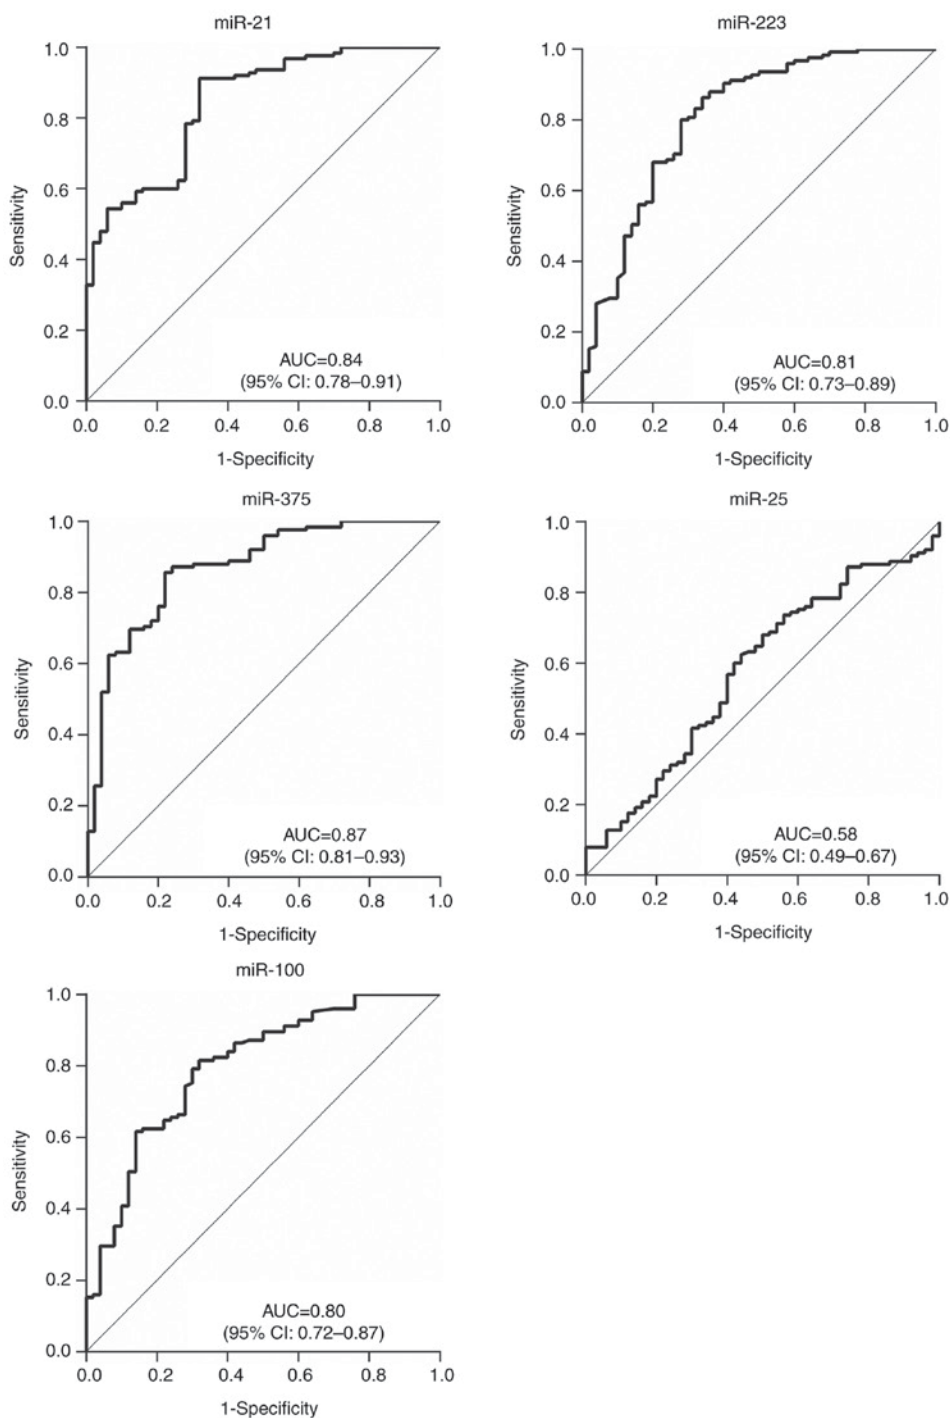 miR-21
1.0
0.8
0.6
0.4
0.2
0.0
Sensitivity
AUC=0.84
(95% CI: 0.78–0.91)
0.0 0.2 0.4 0.6 0.8 1.0
1-Specificity
miR-223
1.0
0.8
0.6
0.4
0.2
0.0
Sensitivity
AUC=0.81
(95% CI: 0.73–0.89)
0.0 0.2 0.4 0.6 0.8 1.0
1-Specificity
miR-375
1.0
0.8
0.6
0.4
0.2
0.0
Sensitivity
AUC=0.87
(95% CI: 0.81–0.93)
0.0 0.2 0.4 0.6 0.8 1.0
1-Specificity
miR-25
1.0
0.8
0.6
0.4
0.2
0.0
Sensitivity
AUC=0.58
(95% CI: 0.49–0.67)
0.0 0.2 0.4 0.6 0.8 1.0
1-Specificity
miR-100
1.0
0.8
0.6
0.4
0.2
0.0
Sensitivity
AUC=0.80
(95% CI: 0.72–0.87)
0.0 0.2 0.4 0.6 0.8 1.0
1-Specificity